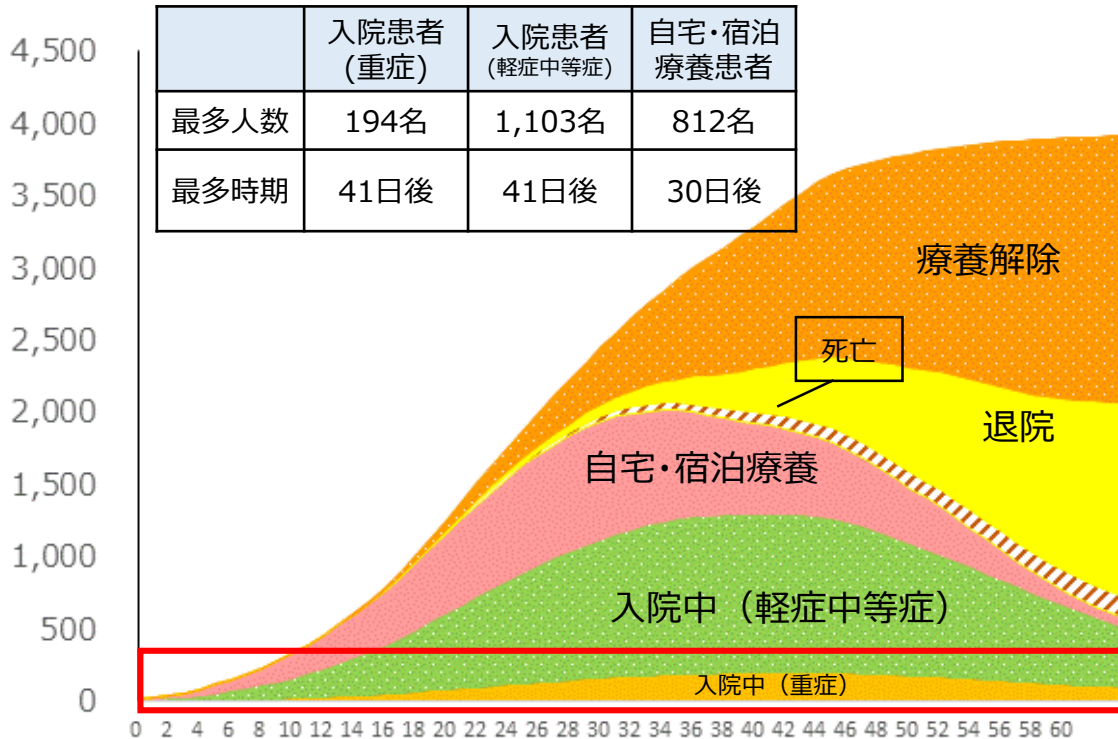 入院患者 入院患者 自宅・宿泊
(重症) (軽症中等症) 療養患者
最多人数 194名 1,103名 812名
最多時期 41日後 41日後 30日後
4,500
4,000
3,500
3,000
2,500
2,000
1,500
1,000
500
0
療養解除
死亡
退院
自宅・宿泊療養
入院中（軽症中等症）
入院中（重症）
0 2 4 6 8 10 12 14 16 18 20 22 24 26 28 30 32 34 36 38 40 42 44 46 48 50 52 54 56 58 60